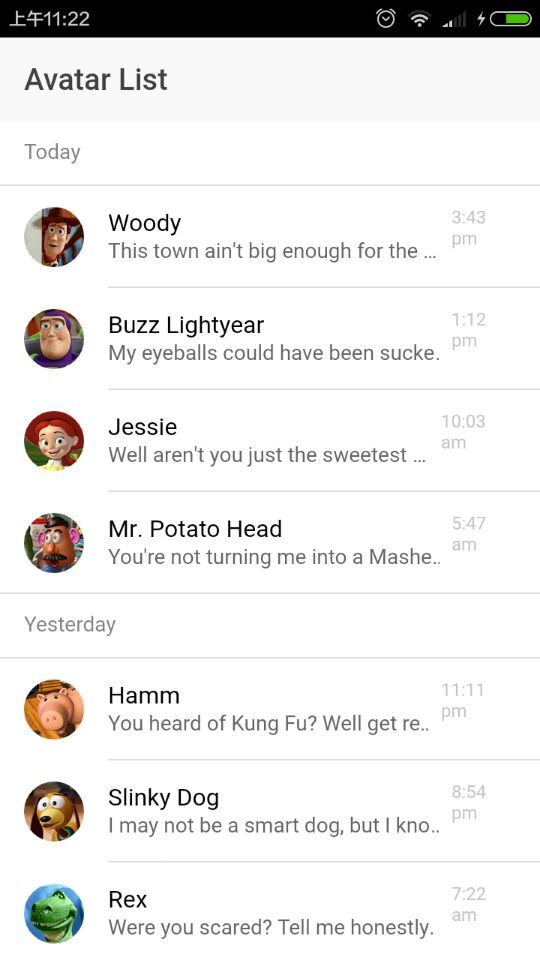 上午11:22
Avatar List
Today
Woody
3:43
pm
This town ain't big enough for the ...
Buzz Lightyear
1:12
pm
My eyeballs could have been sucke.
Jessie
10:03
am
Well aren't you just the sweetest ...
Mr. Potato Head
5:47
am
You're not turning me into a Mashe..
Yesterday
Hamm
11:11
pm
You heard of Kung Fu? Well get re..
Slinky Dog
8:54
pm
I may not be a smart dog, but I kno..
Rex
7:22
am
Were you scared? Tell me honestly.